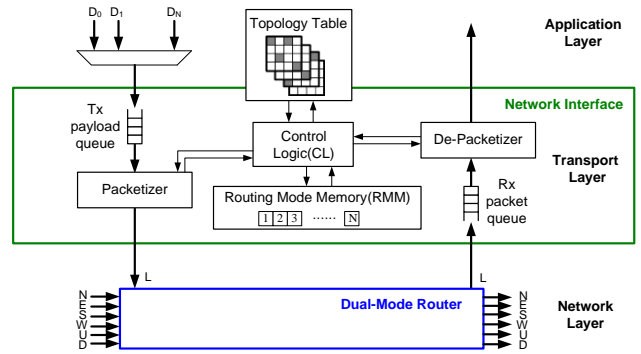 D0 D1 DN
Topology Table
Application
Layer
Network Interface
Tx
payload
queue
Control
Logic(CL)
De-Packetizer
Transport
Layer
Packetizer
Routing Mode Memory(RMM)
1 2 3 ...... N
Rx
packet
queue
L
L
Dual-Mode Router
Network
Layer
N
E
S
W
U
D
N
E
S
W
U
D